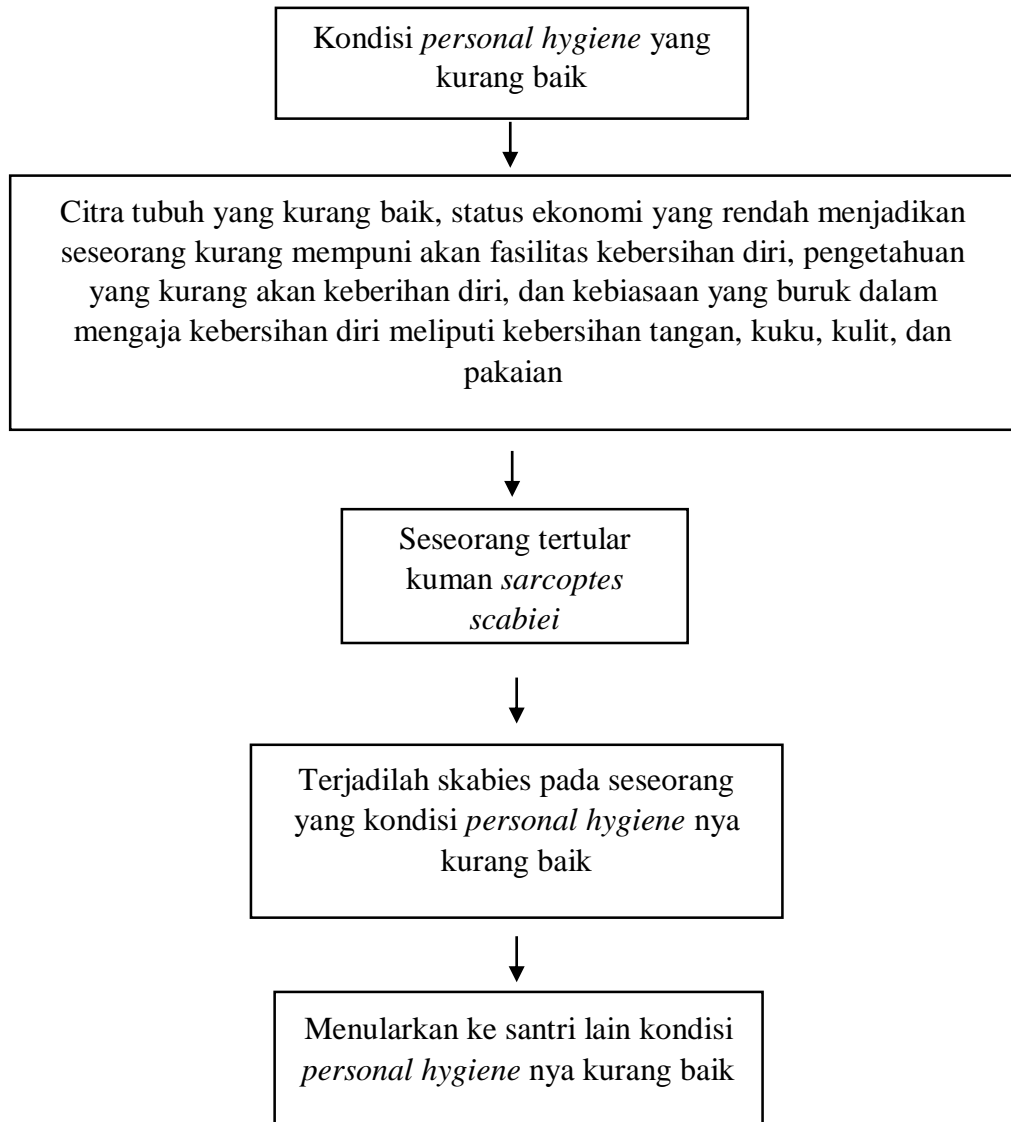 Kondisi personal hygiene yang
kurang baik
Citra tubuh yang kurang baik, status ekonomi yang rendah menjadikan
seseorang kurang mempuni akan fasilitas kebersihan diri, pengetahuan
yang kurang akan keberihan diri, dan kebiasaan yang buruk dalam
mengaja kebersihan diri meliputi kebersihan tangan, kuku, kulit, dan
pakaian
Seseorang tertular
kuman sarcoptes
scabiei
Terjadilah skabies pada seseorang
yang kondisi personal hygiene nya
kurang baik
Menularkan ke santri lain kondisi
personal hygiene nya kurang baik